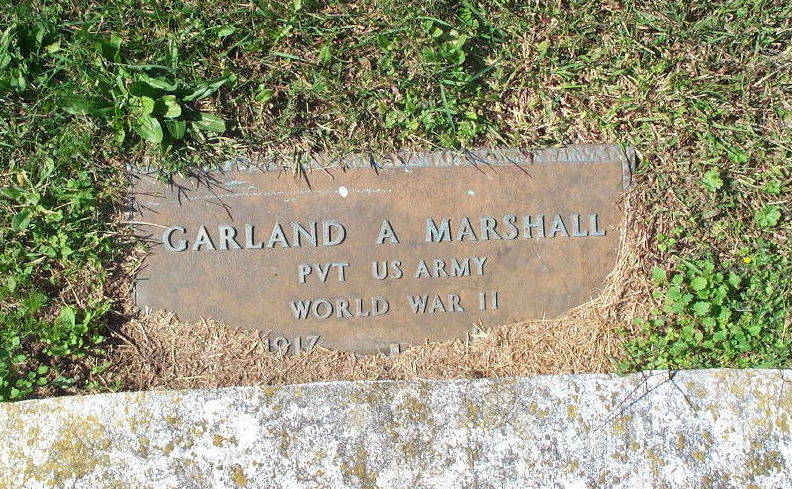 GARLAND A MARSHALL
PVT US ARMY
WORLD WAR II
1917